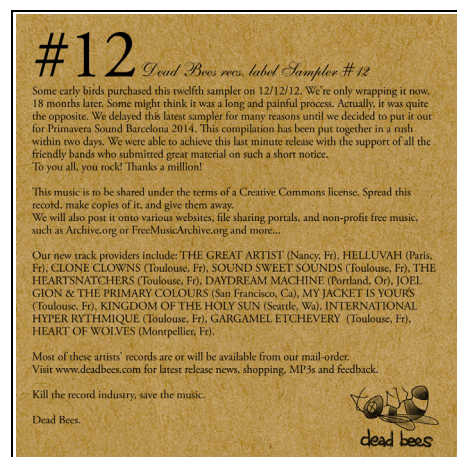 #12 Dead Bees recs. label Sampler #12
Some early birds purchased this twelfth sampler on 12/12/12. We're only wrapping it now,
18 months later. Some might think it was a long and painful process. Actually, it was quite
the opposite. We delayed this latest sampler for many reasons until we decided to put it out
for Primavera Sound Barcelona 2014. This compilation has been put together in a rush
within two days. We were able to achieve this last minute release with the support of all the
friendly bands who submitted great material on such a short notice.
To you all, you rock! Thanks a million!
This music is to be shared under the terms of a Creative Commons license. Spread this
record, make copies of it, and give them away.
We will also post it onto various websites, file sharing portals, and non-profit free music,
such as Archive.org or FreeMusicArchive.org and more...
Our new track providers include: THE GREAT ARTIST (Nancy, Fr), HELLUVAH (Paris,
Fr), CLONE CLOWNS (Toulouse, Fr), SOUND SWEET SOUNDS (Toulouse, Fr), THE
HEARTSNATCHERS (Toulouse, Fr), DAYDREAM MACHINE (Portland, Or), JOEL
GION & THE PRIMARY COLOURS (San Francisco, Ca), MY JACKET IS YOURS
(Toulouse, Fr), KINGDOM OF THE HOLY SUN (Seattle, Wa), INTERNATIONAL
HYPER RYTHMIQUE (Toulouse, Fr), GARGAMEL ETCHEVERY (Toulouse, Fr),
HEART OF WOLVES (Montpellier, Fr).
Most of these artists' records are or will be available from our mail-order.
Visit www.deadbees.com for latest release news, shopping, MP3s and feedback.
Kill the record industry, save the music.
Dead Bees.
dead bees